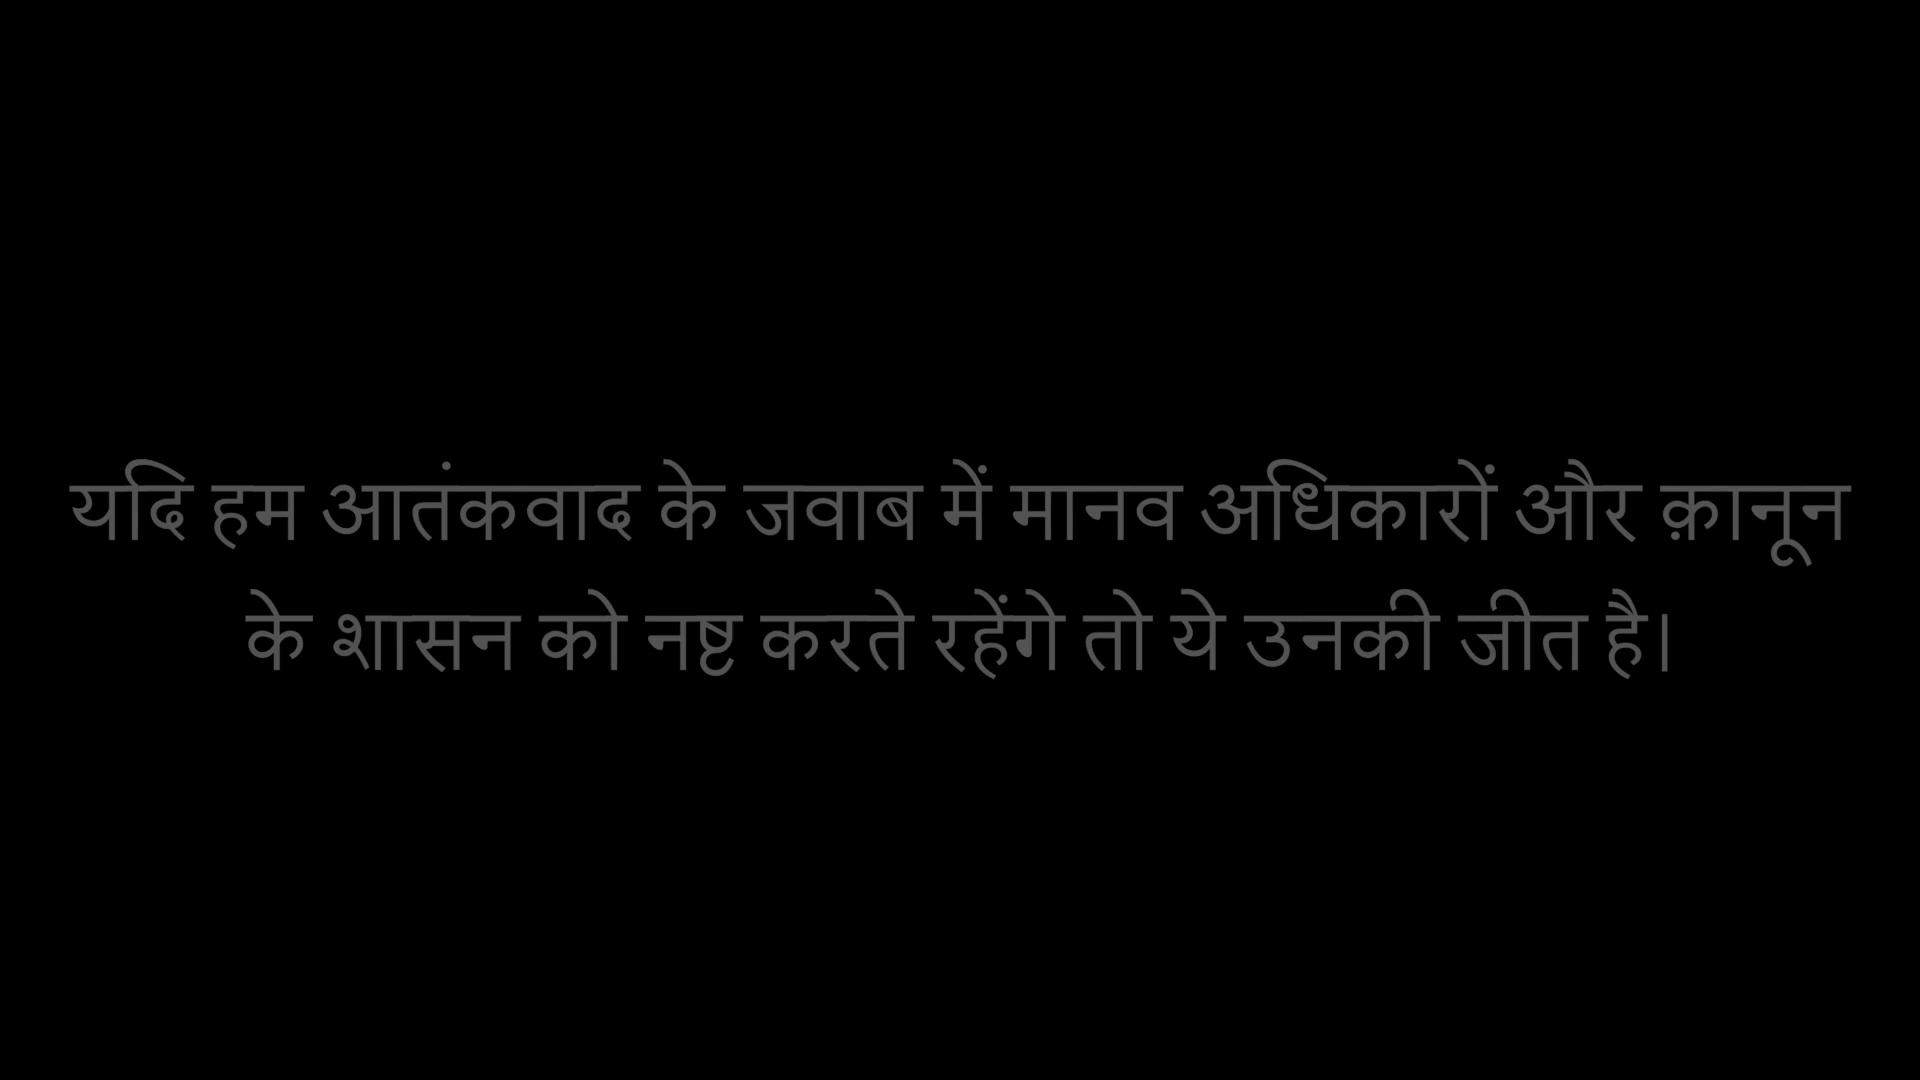 यदि हम आतंकवाद के जवाब में मानव अधिकारों और क़ानून
के शासन को नष्ट करते रहेंगे तो ये उनकी जीत है।